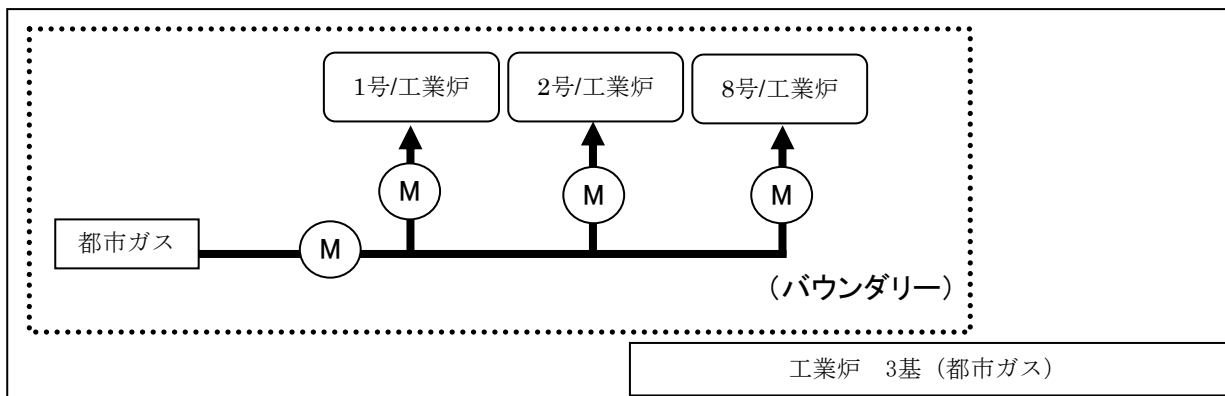 1号/工業炉
2号/工業炉
8号/工業炉
M
M
M
都市ガス
M
（バウンダリー）
工業炉　3基（都市ガス）